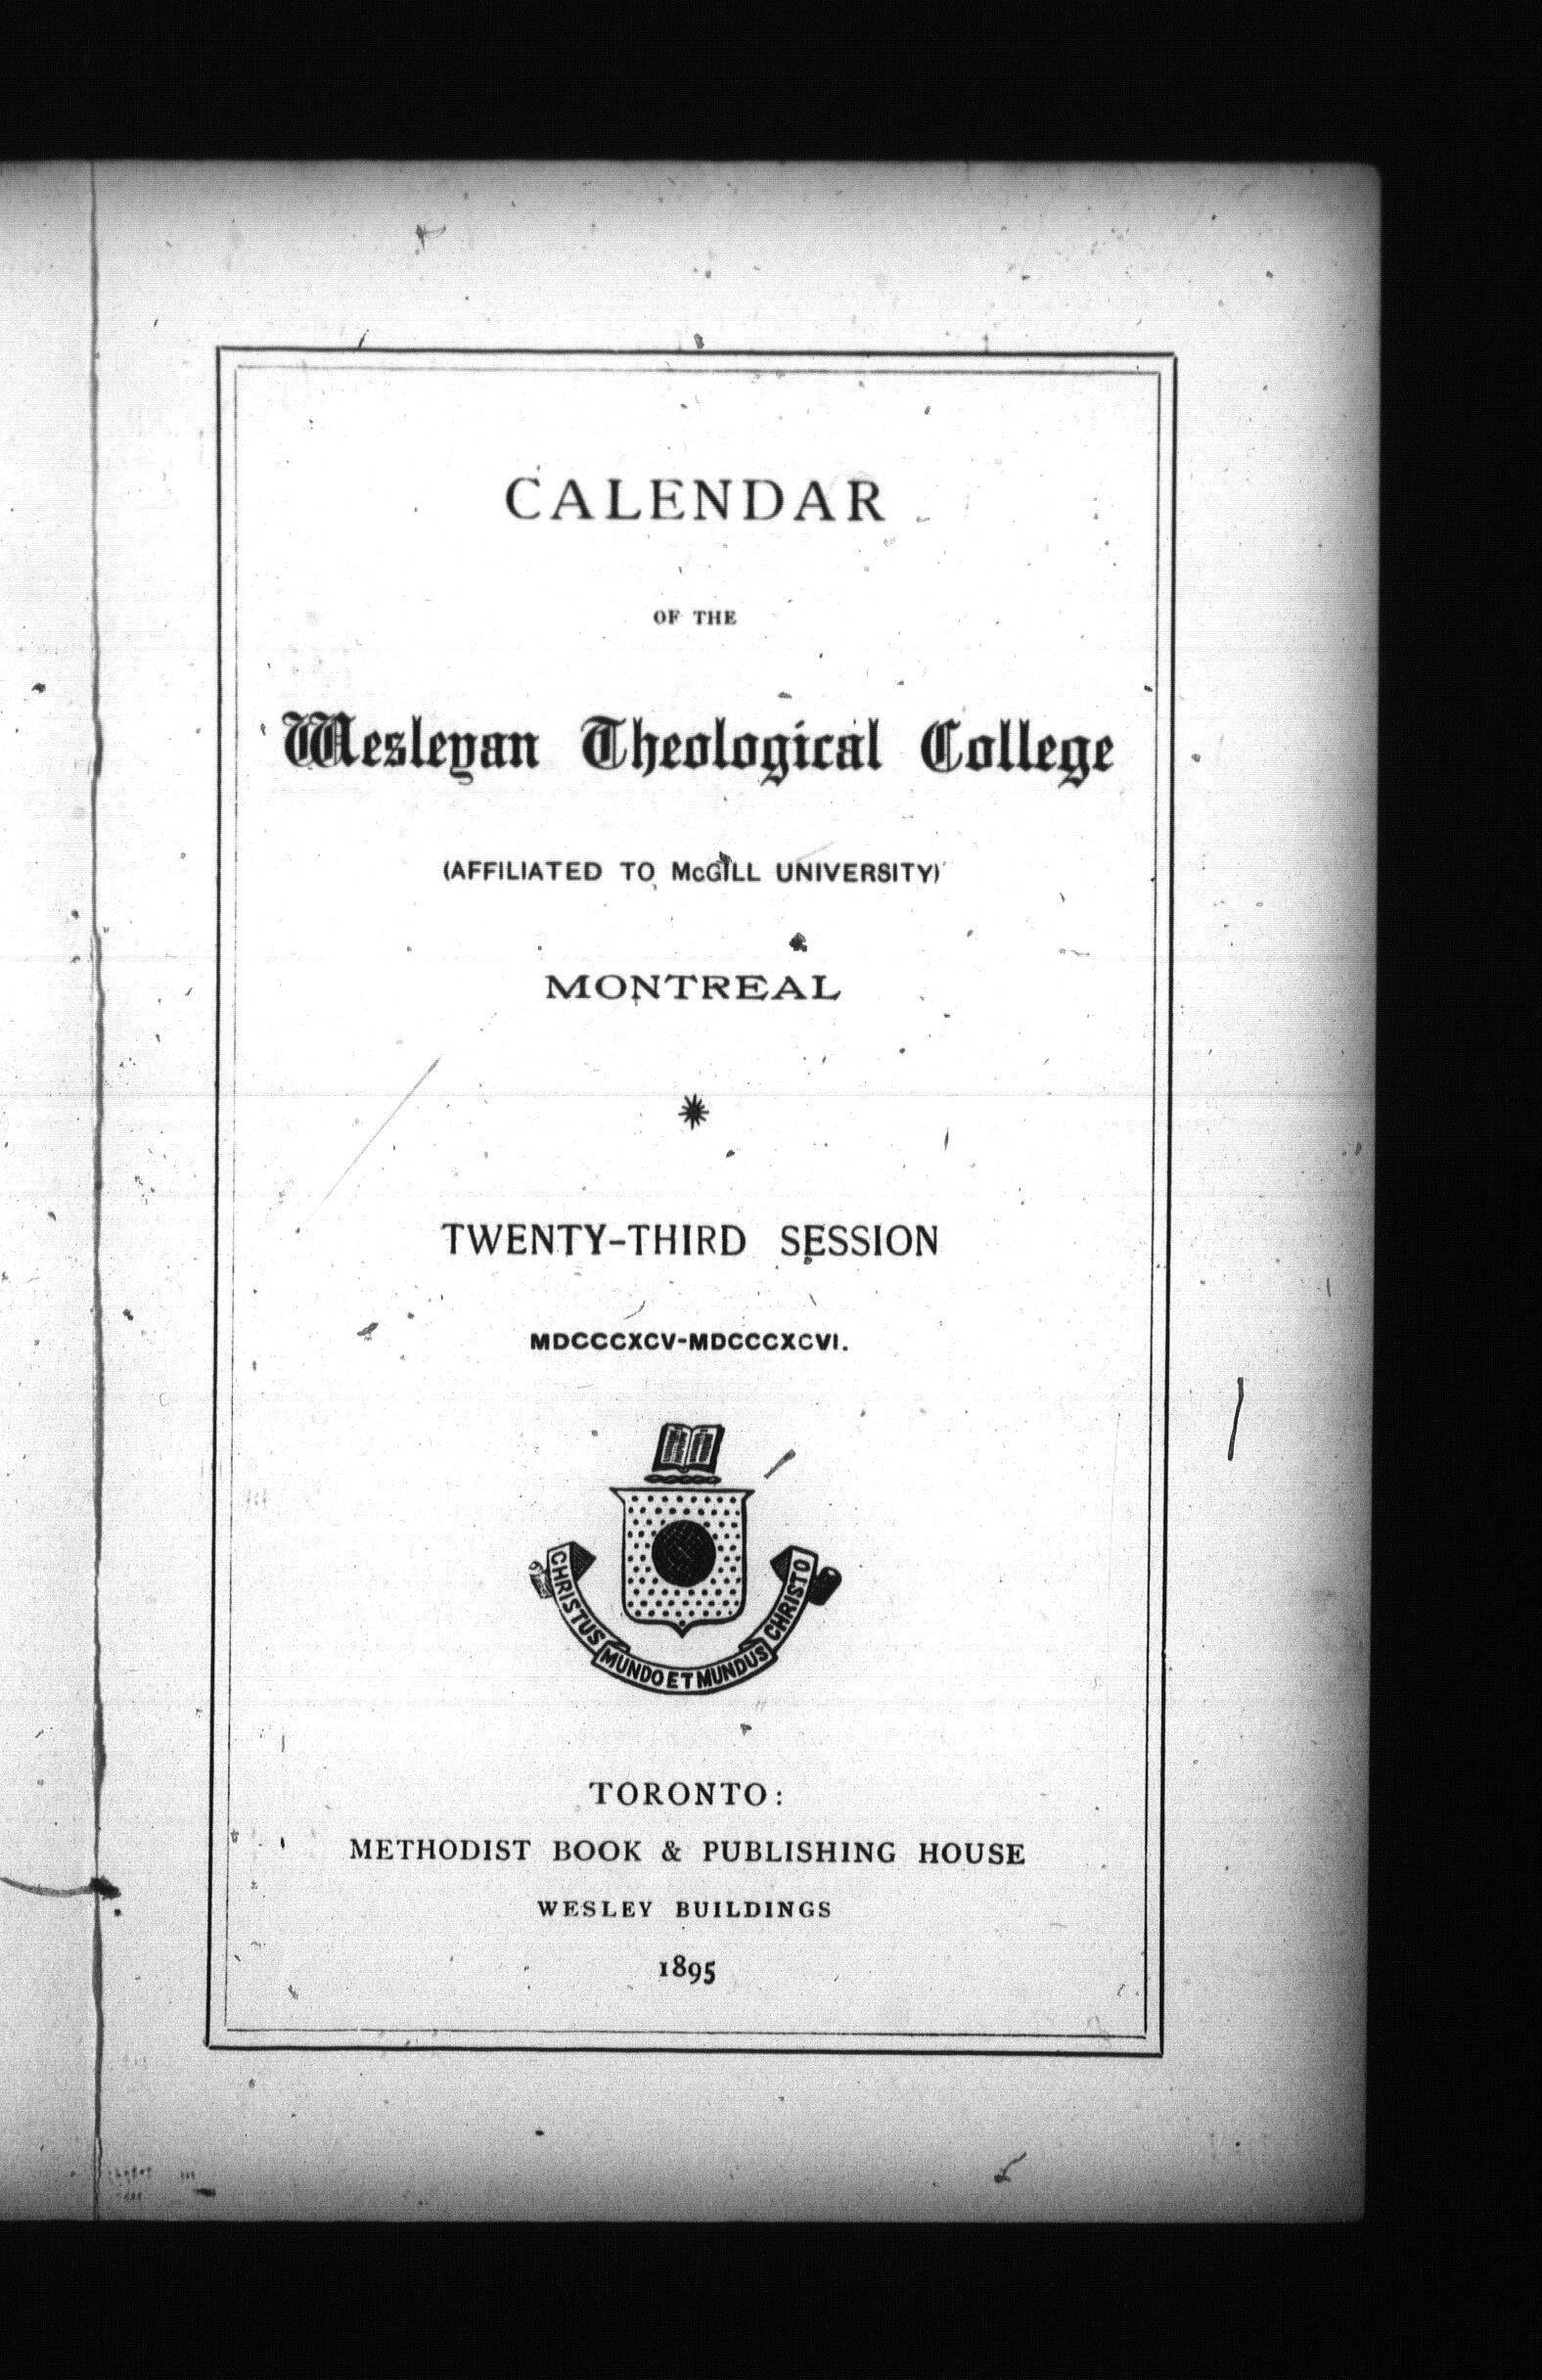 CALENDAR
OF THE
Wesleyan Theological College
(AFFILIATED TO McGILL UNIVERSITY)
MONTREAL
TWENTY-THIRD SESSION
MDCCCXCV-MDCCCXCVI.
CHRISTUS MUNDO ET MUNDUS CHRISTO
TORONTO:
METHODIST BOOK & PUBLISHING HOUSE
WESLEY BUILDINGS
1895